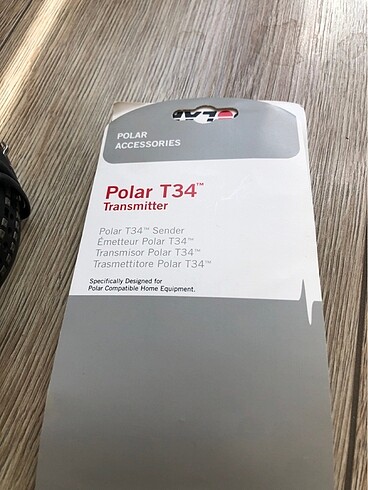 POLAR
ACCESSORIES
Polar T34™
Transmitter
Polar T34™ Sender
Émetteur Polar T34™
Transmisor Polar T34™
Trasmettitore Polar T34™
Specifically Designed for
Polar Compatible Home Equipment.